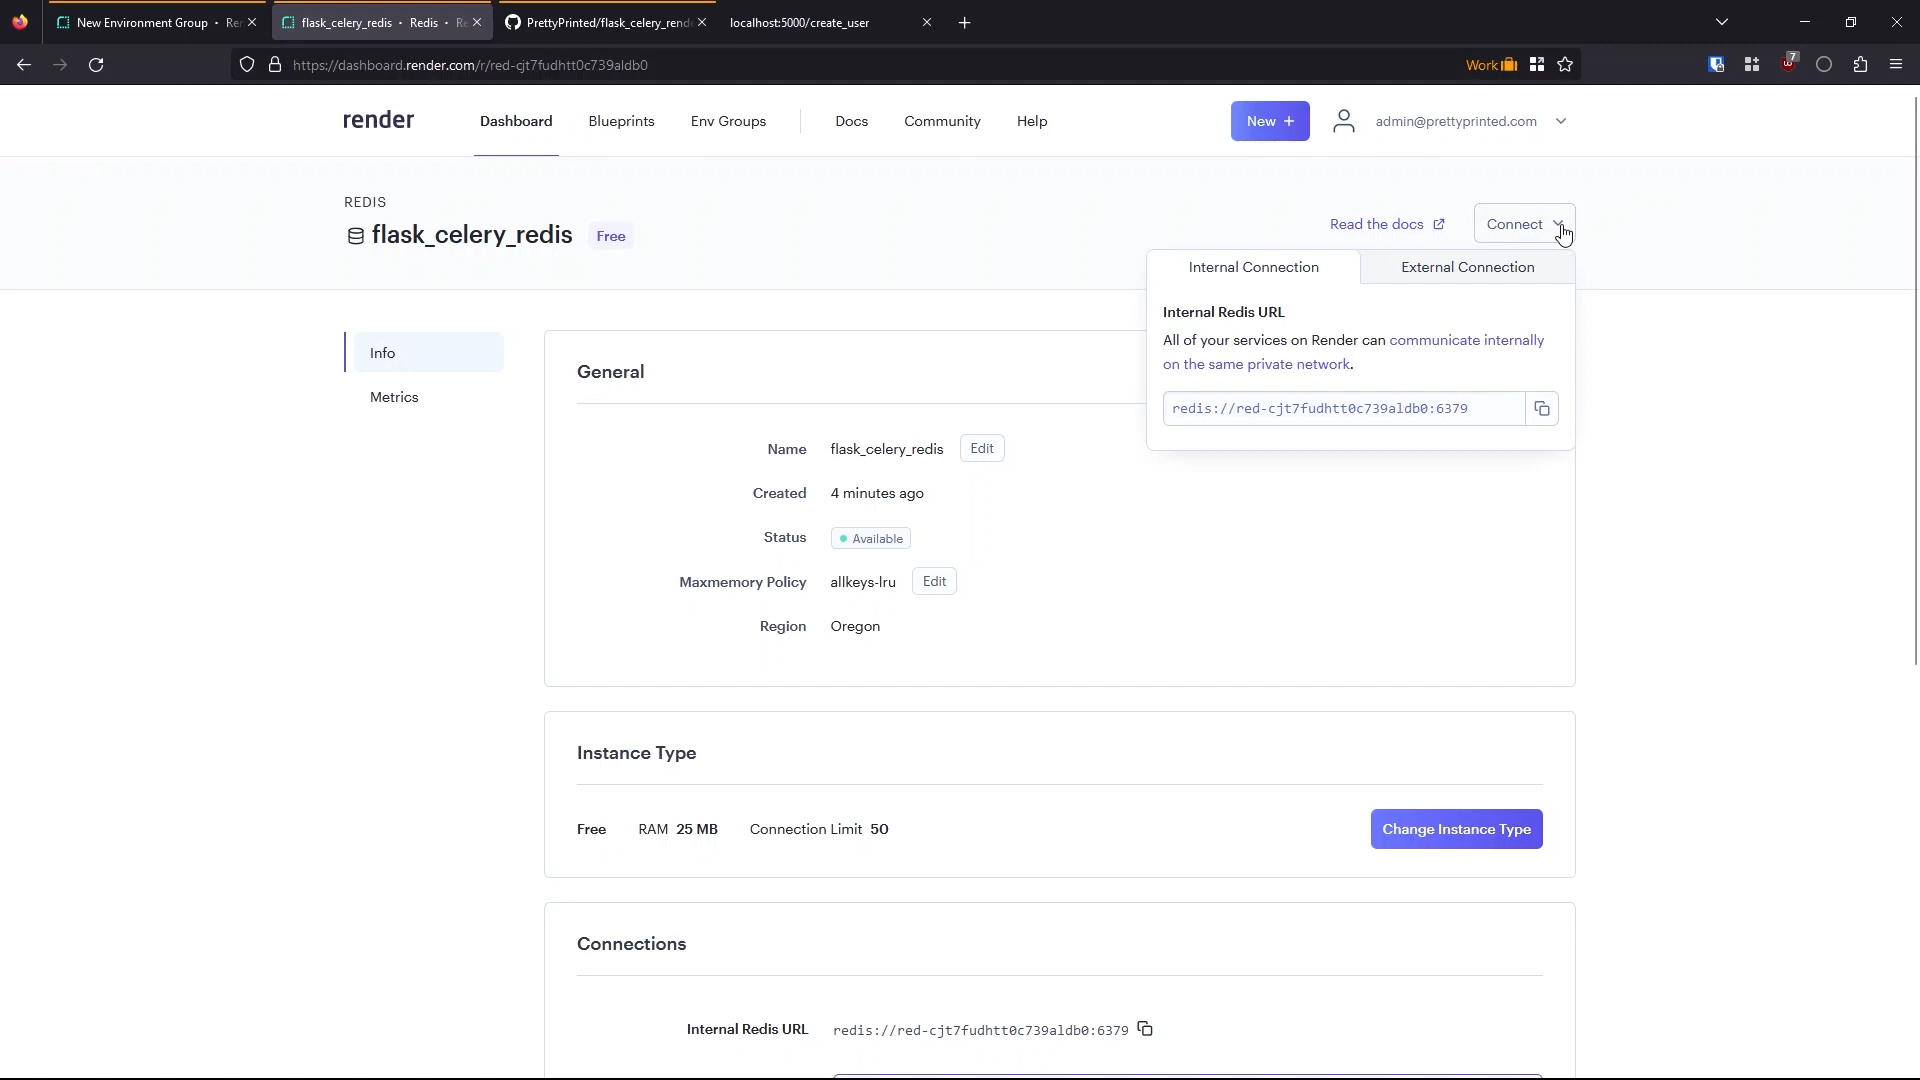 New Environment Group · Re
flask_celery_redis · Redis · Re
PrettyPrinted/flask_celery_rende
localhost:5000/create_user
https://dashboard.render.com/r/red-cjt7fudhtt0c739aldb0
Work
7
render
Dashboard
Blueprints
Env Groups
Docs
Community
Help
New +
admin@prettyprinted.com
REDIS
flask_celery_redis
Free
Read the docs
Connect
Internal Connection
External Connection
Internal Redis URL
All of your services on Render can communicate internally
on the same private network.
redis://red-cjt7fudhtt0c739aldb0:6379
Info
Metrics
General
Name flask_celery_redis Edit
Created 4 minutes ago
Status Available
Maxmemory Policy allkeys-lru Edit
Region Oregon
Instance Type
Free RAM 25 MB Connection Limit 50
Change Instance Type
Connections
Internal Redis URL redis://red-cjt7fudhtt0c739aldb0:6379